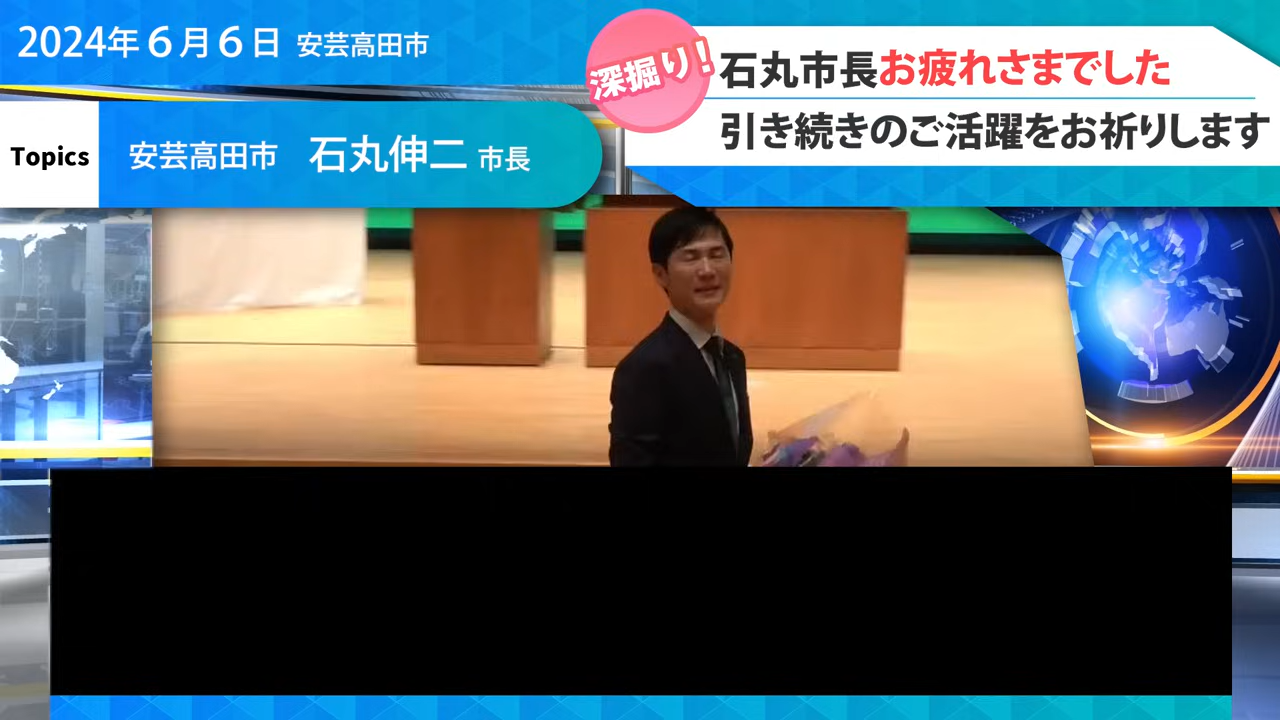 2024年６月６日 安芸高田市
深掘り！
石丸市長お疲れさまでした
引き続きのご活躍をお祈りします
Topics
安芸高田市 石丸伸二 市長